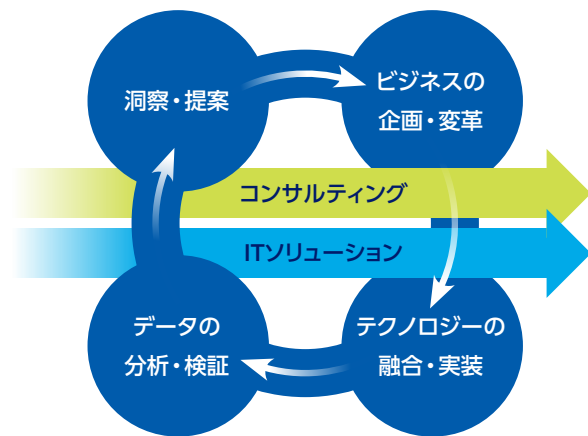 洞察・提案
ビジネスの
企画・変革
コンサルティング
ITソリューション
データの
分析・検証
テクノロジーの
融合・実装